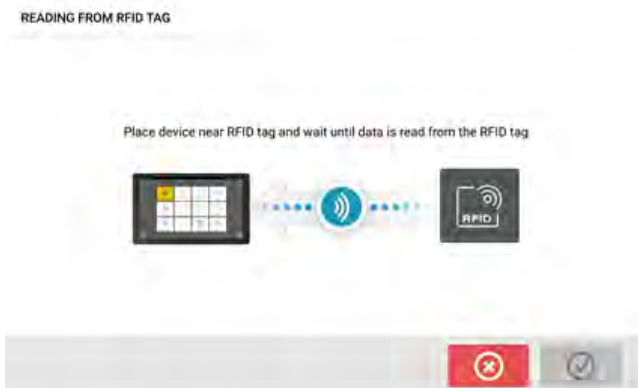 READING FROM RFID TAG
Place device near RFID tag and wait until data is read from the RFID tag
RFID